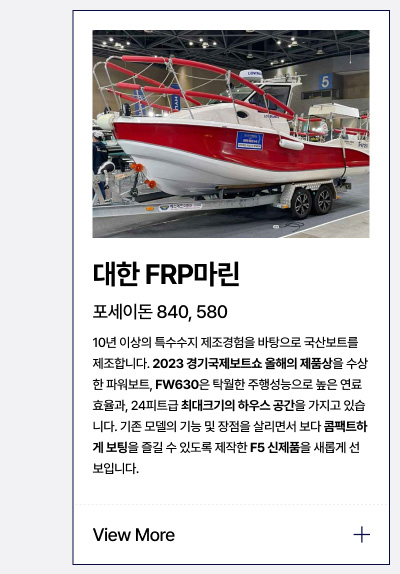 5
대한 FRP마린
포세이돈 840, 580
10년 이상의 특수수지 제조경험을 바탕으로 국산보트를
제조합니다. 2023 경기국제보트쇼 올해의 제품상을 수상
한 파워보트, FW630은 탁월한 주행성능으로 높은 연료
효율과, 24피트급 최대크기의 하우스 공간을 가지고 있습
니다. 기존 모델의 기능 및 장점을 살리면서 보다 콤팩트하
게 보팅을 즐길 수 있도록 제작한 F5 신제품을 새롭게 선
보입니다.
View More